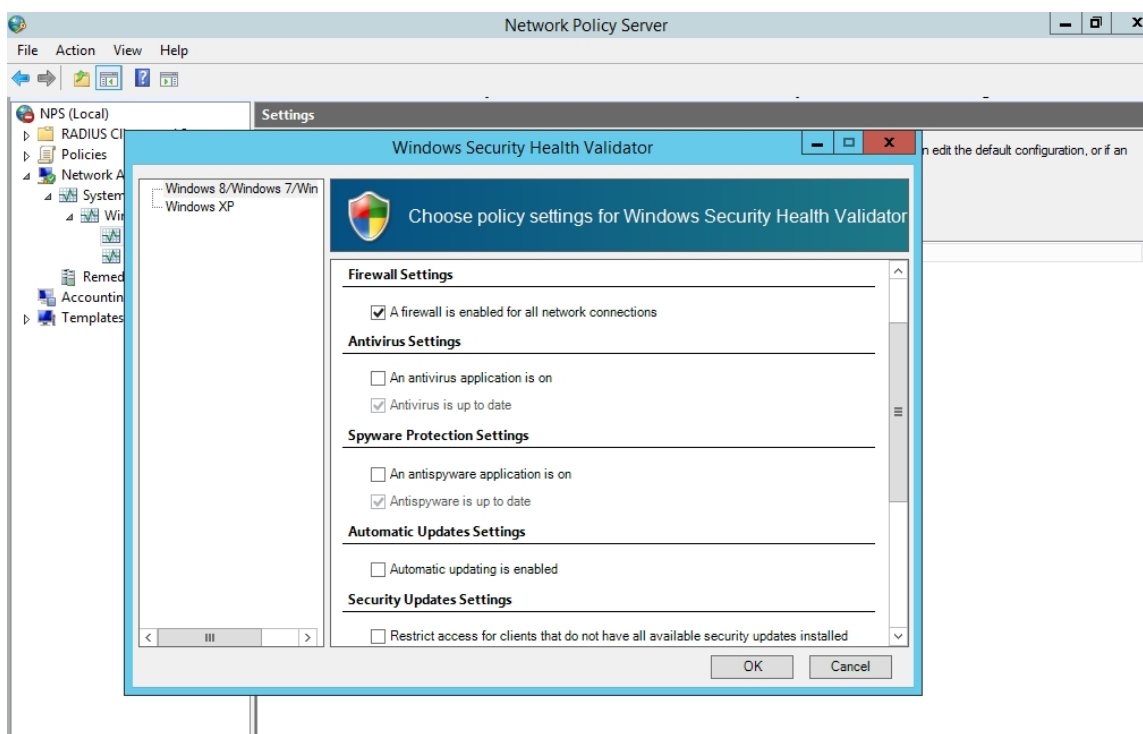 Network Policy Server
File Action View Help
NPS (Local)
Settings
RADIUS Cl
Policies
Network A
System
Wir
Remed
Accountin
Templates
n edit the default configuration, or if an
Windows Security Health Validator
Windows 8/Windows 7/Win
Windows XP
Choose policy settings for Windows Security Health Validator
Firewall Settings
A firewall is enabled for all network connections
Antivirus Settings
An antivirus application is on
Antivirus is up to date
Spyware Protection Settings
An antispyware application is on
Antispyware is up to date
Automatic Updates Settings
Automatic updating is enabled
Security Updates Settings
Restrict access for clients that do not have all available security updates installed
OK Cancel